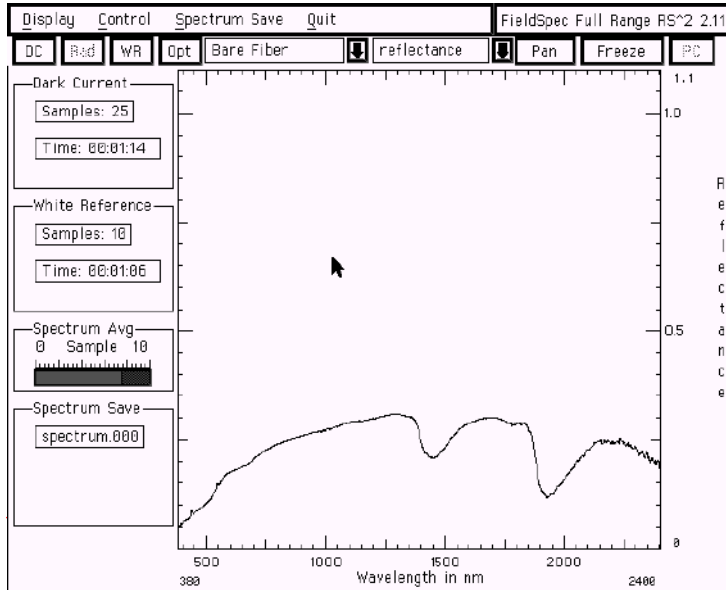 Display Control Spectrum Save Quit FieldSpec Full Range RS^2 2.11
DC Rad WR Opt Bare Fiber reflectance Pan Freeze PC
Dark Current
Samples: 25
Time: 00:01:14
White Reference
Samples: 10
Time: 00:01:06
Spectrum Avg
0 Sample 10
Spectrum Save
spectrum.000
1.1
1.0
0.5
0
Reflectance
500 1000 1500 2000
380 Wavelength in nm 2400